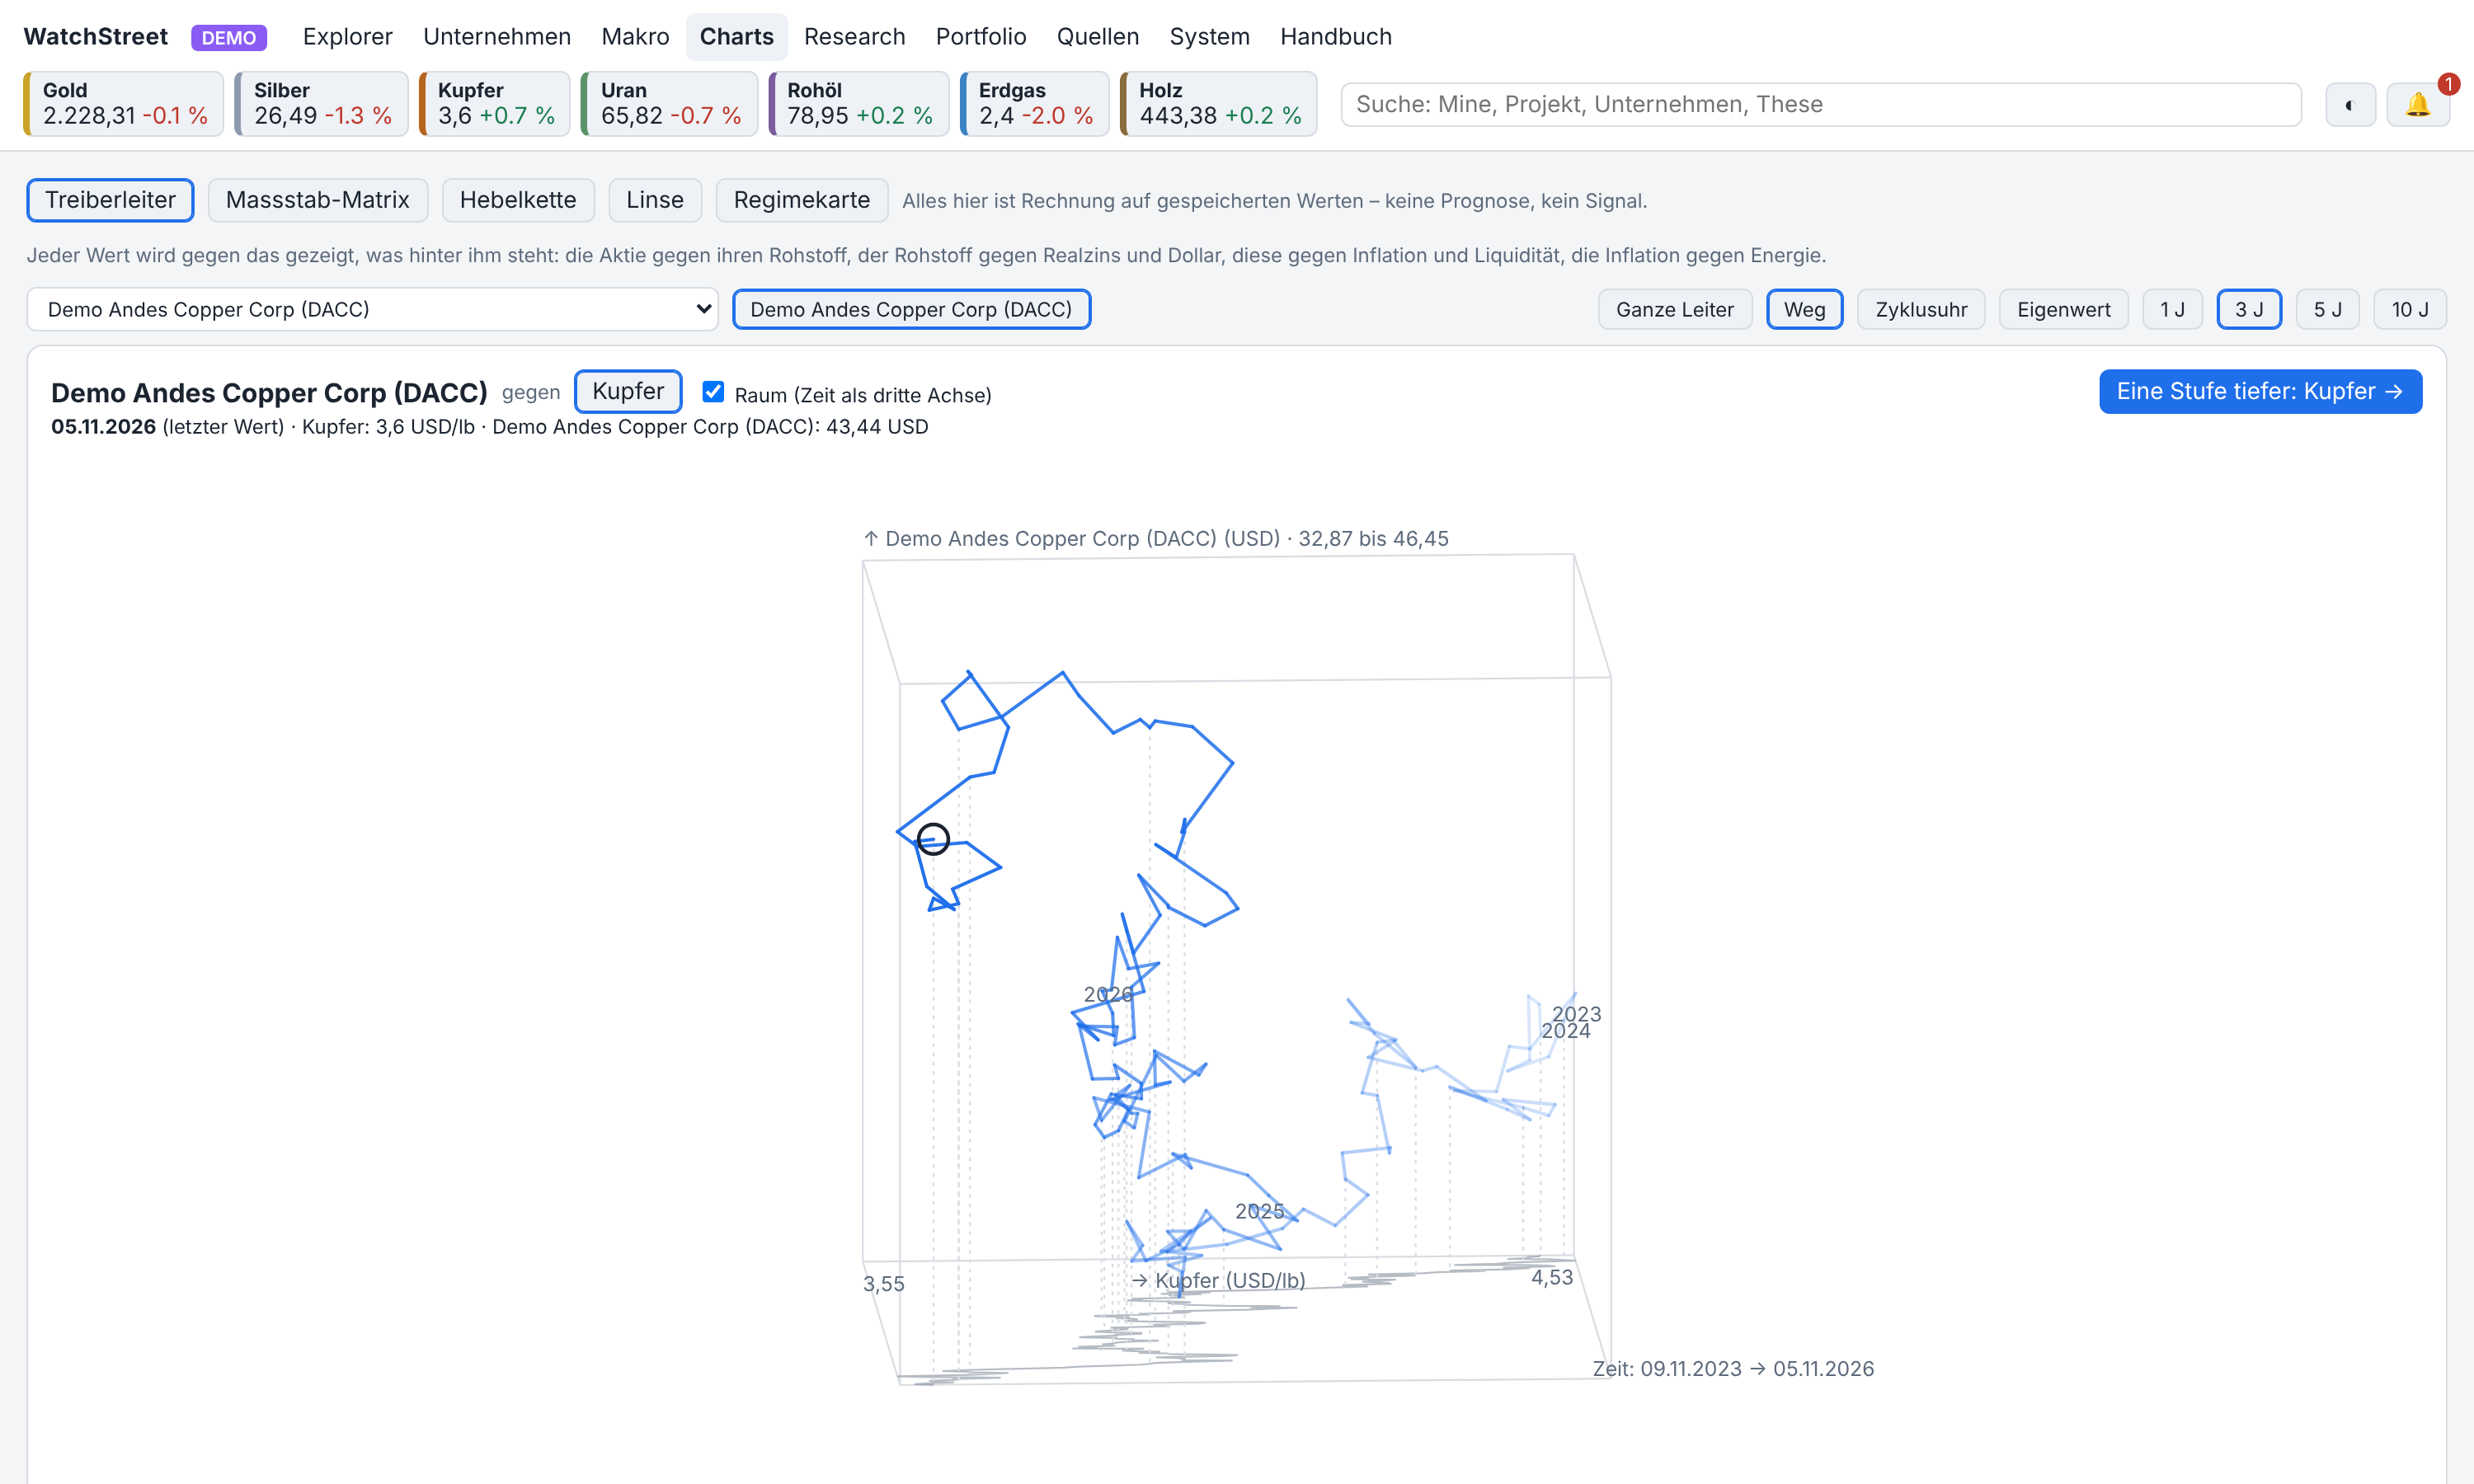 WatchStreet DEMO Explorer Unternehmen Makro Charts Research Portfolio Quellen System Handbuch
Gold
2.228,31 -0.1 %
Silber
26,49 -1.3 %
Kupfer
3,6 +0.7 %
Uran
65,82 -0.7 %
Rohöl
78,95 +0.2 %
Erdgas
2,4 -2.0 %
Holz
443,38 +0.2 %
Suche: Mine, Projekt, Unternehmen, These
1
Treiberleiter Massstab-Matrix Hebelkette Linse Regimekarte Alles hier ist Rechnung auf gespeicherten Werten – keine Prognose, kein Signal.
Jeder Wert wird gegen das gezeigt, was hinter ihm steht: die Aktie gegen ihren Rohstoff, der Rohstoff gegen Realzins und Dollar, diese gegen Inflation und Liquidität, die Inflation gegen Energie.
Demo Andes Copper Corp (DACC) Demo Andes Copper Corp (DACC) Ganze Leiter Weg Zyklusuhr Eigenwert 1 J 3 J 5 J 10 J
Demo Andes Copper Corp (DACC) gegen Kupfer Raum (Zeit als dritte Achse) Eine Stufe tiefer: Kupfer →
05.11.2026 (letzter Wert) · Kupfer: 3,6 USD/lb · Demo Andes Copper Corp (DACC): 43,44 USD
↑ Demo Andes Copper Corp (DACC) (USD) · 32,87 bis 46,45
2026
2023
2024
2025
3,55 → Kupfer (USD/lb) 4,53
Zeit: 09.11.2023 → 05.11.2026